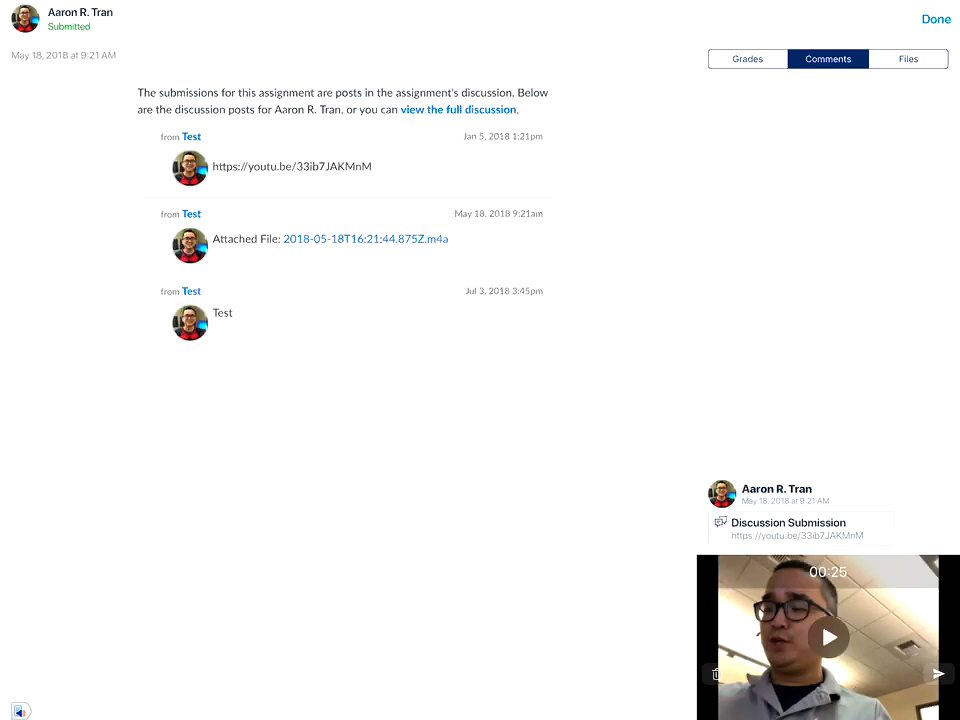 Aaron R. Tran
Submitted
Done
May 18, 2018 at 9:21 AM
Grades
Comments
Files
The submissions for this assignment are posts in the assignment's discussion. Below
are the discussion posts for Aaron R. Tran, or you can view the full discussion.
from Test
Jan 5, 2018 1:21pm
https://youtu.be/33ib7JAKMnM
from Test
May 18, 2018 9:21am
Attached File: 2018-05-18T16:21:44.875Z.m4a
from Test
Jul 3, 2018 3:45pm
Test
Aaron R. Tran
May 18, 2018 at 9:21 AM
Discussion Submission
https://youtu.be/33ib7JAKMnM
00:25